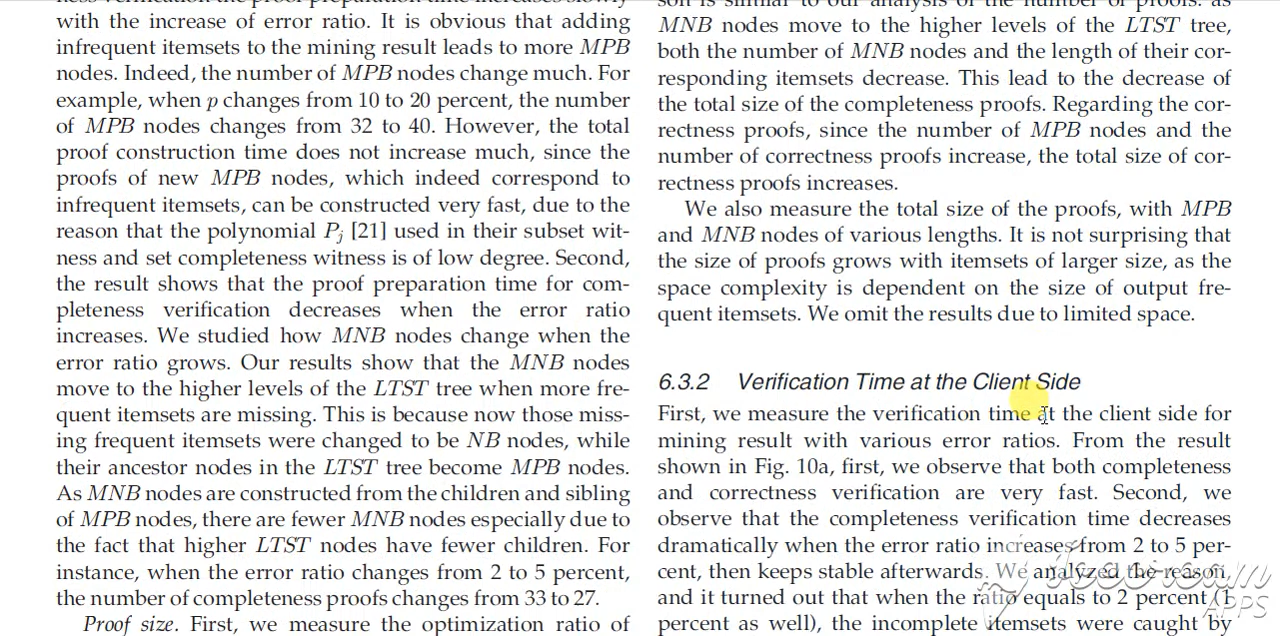 ness verification the proof preparation time increases slowly
with the increase of error ratio. It is obvious that adding
infrequent itemsets to the mining result leads to more MPB
nodes. Indeed, the number of MPB nodes change much. For
example, when p changes from 10 to 20 percent, the number
of MPB nodes changes from 32 to 40. However, the total
proof construction time does not increase much, since the
proofs of new MPB nodes, which indeed correspond to
infrequent itemsets, can be constructed very fast, due to the
reason that the polynomial Pj [21] used in their subset wit-
ness and set completeness witness is of low degree. Second,
the result shows that the proof preparation time for com-
pleteness verification decreases when the error ratio
increases. We studied how MNB nodes change when the
error ratio grows. Our results show that the MNB nodes
move to the higher levels of the LTST tree when more fre-
quent itemsets are missing. This is because now those miss-
ing frequent itemsets were changed to be NB nodes, while
their ancestor nodes in the LTST tree become MPB nodes.
As MNB nodes are constructed from the children and sibling
of MPB nodes, there are fewer MNB nodes especially due to
the fact that higher LTST nodes have fewer children. For
instance, when the error ratio changes from 2 to 5 percent,
the number of completeness proofs changes from 33 to 27.
Proof size. First, we measure the optimization ratio of
son is similar to our analysis of the number of proofs: as
MNB nodes move to the higher levels of the LTST tree,
both the number of MNB nodes and the length of their cor-
responding itemsets decrease. This lead to the decrease of
the total size of the completeness proofs. Regarding the cor-
rectness proofs, since the number of MPB nodes and the
number of correctness proofs increase, the total size of cor-
rectness proofs increases.
We also measure the total size of the proofs, with MPB
and MNB nodes of various lengths. It is not surprising that
the size of proofs grows with itemsets of larger size, as the
space complexity is dependent on the size of output fre-
quent itemsets. We omit the results due to limited space.
6.3.2 Verification Time at the Client Side
First, we measure the verification time at the client side for
mining result with various error ratios. From the result
shown in Fig. 10a, first, we observe that both completeness
and correctness verification are very fast. Second, we
observe that the completeness verification time decreases
dramatically when the error ratio increases from 2 to 5 per-
cent, then keeps stable afterwards. We analyzed the reason,
and it turned out that when the ratio equals to 2 percent (1
percent as well), the incomplete itemsets were caught by
icecream
APPS